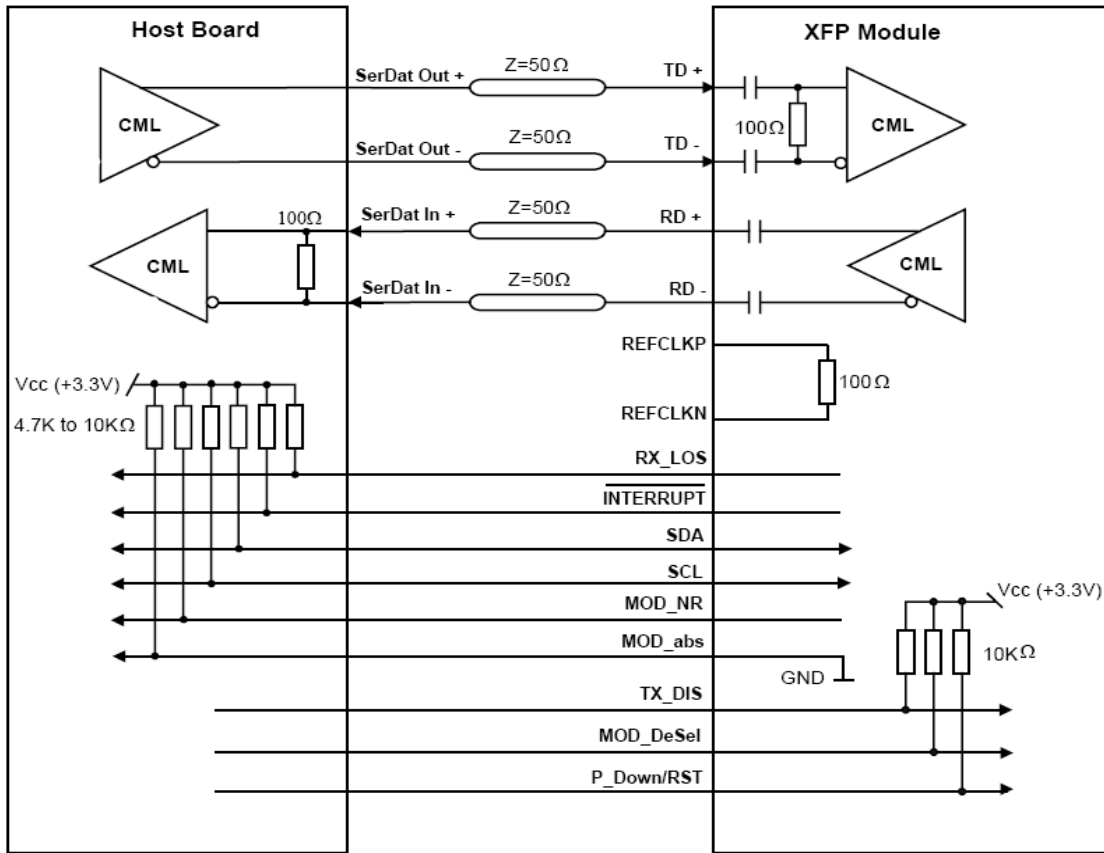 Host Board
XFP Module
CML
SerDat Out +
Z=50Ω
TD +
100Ω
CML
SerDat Out -
Z=50Ω
TD -
CML
100Ω
SerDat In +
Z=50Ω
RD +
CML
SerDat In -
Z=50Ω
RD -
REFCLKP
100Ω
REFCLKN
Vcc (+3.3V)
4.7K to 10KΩ
RX_LOS
INTERRUPT
SDA
SCL
MOD_NR
MOD_abs
GND
Vcc (+3.3V)
10KΩ
TX_DIS
MOD_DeSel
P_Down/RST